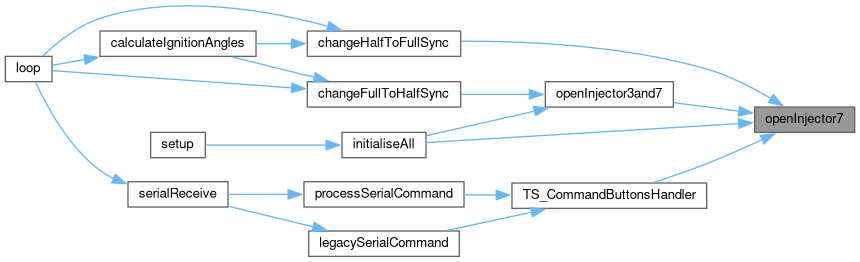 calculateIgnitionAngles
changeHalfToFullSync
loop
changeFullToHalfSync
openInjector3and7
openInjector7
setup
initialiseAll
serialReceive
processSerialCommand
TS_CommandButtonsHandler
legacySerialCommand